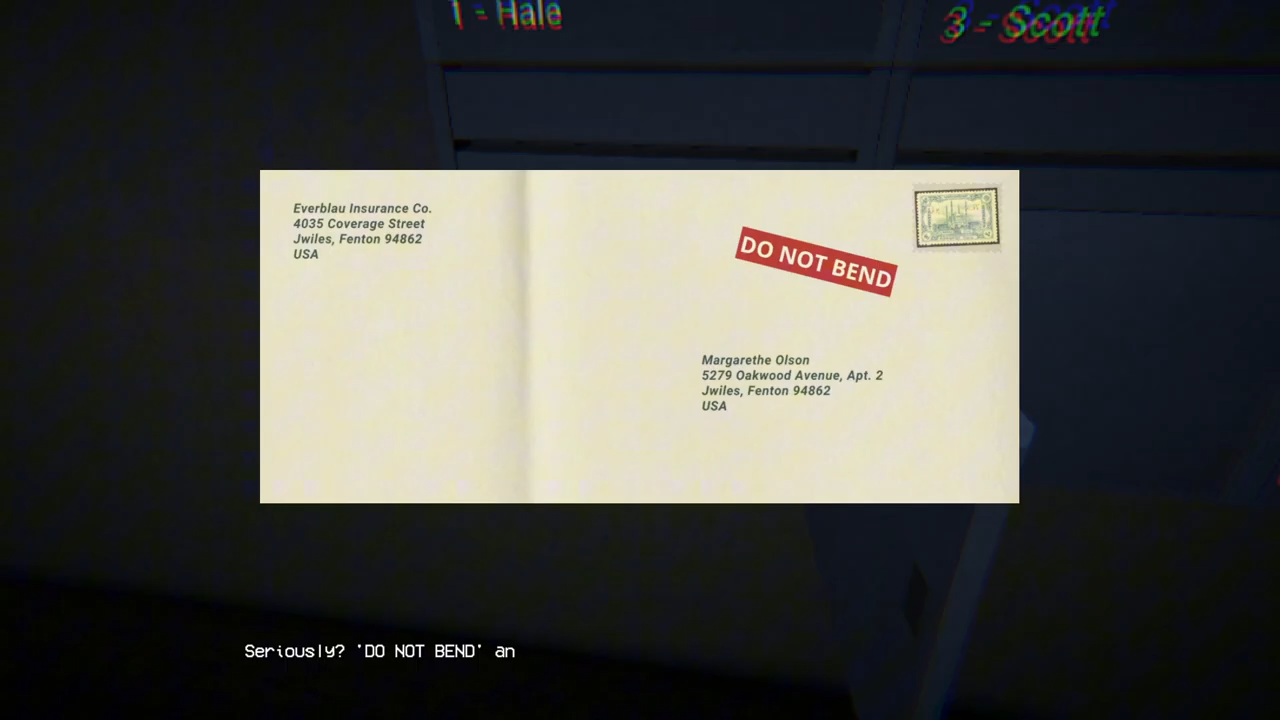 1 - Hale
3 - Scott
Everblau Insurance Co.
4035 Coverage Street
Jwiles, Fenton 94862
USA
DO NOT BEND
Margarethe Olson
5279 Oakwood Avenue, Apt. 2
Jwiles, Fenton 94862
USA
Seriously? 'DO NOT BEND' an